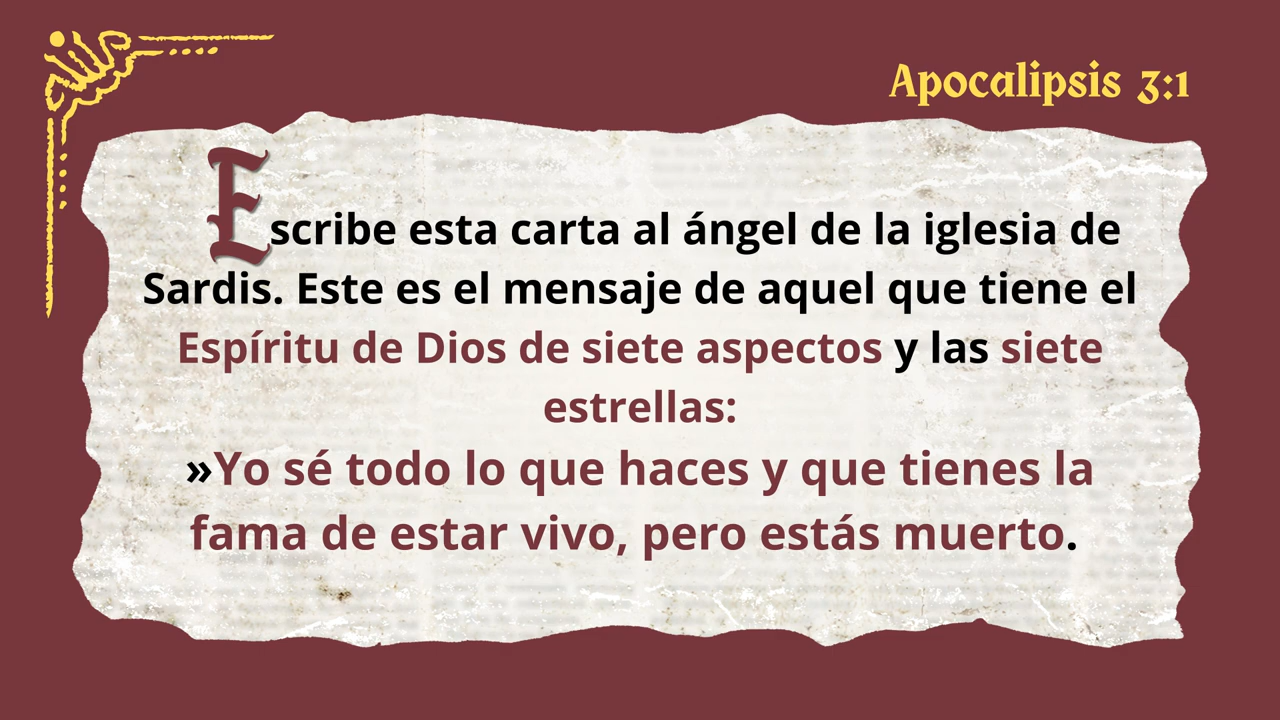 Apocalipsis 3:1
Escribe esta carta al ángel de la iglesia de
Sardis. Este es el mensaje de aquel que tiene el
Espíritu de Dios de siete aspectos y las siete
estrellas:
»Yo sé todo lo que haces y que tienes la
fama de estar vivo, pero estás muerto.